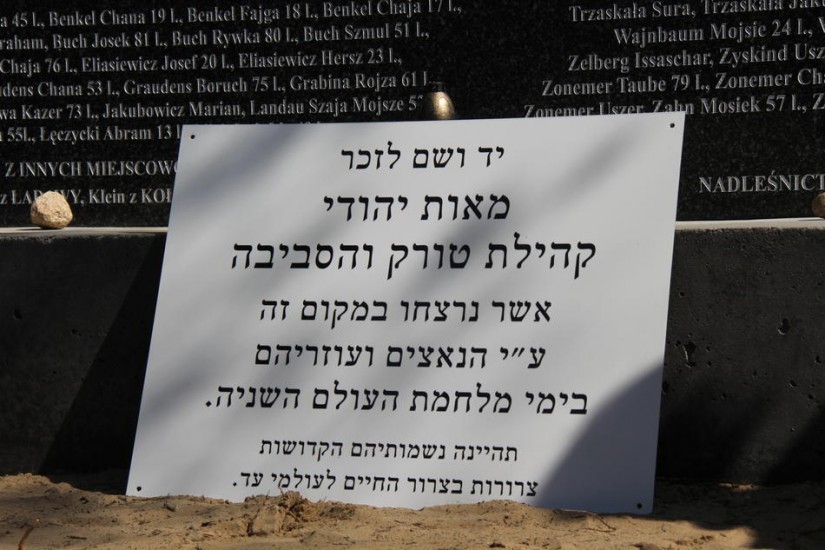 45 l., Benkel Chana 19 l., Benkel Fajga 18 l., Benkel Chaja 17 l.,
Buch Josek 81 l., Buch Rywka 80 l., Buch Szmul 51 l.,
Chaja 76 l., Eliasiewicz Josef 20 l., Eliasiewicz Hersz 23 l.,
Chana 53 l., Graudens Boruch 75 l., Grabina Rojza 61 l.
Kazer 73 l., Jakubowicz Marian, Landau Szaja Mojsze
55l., Łęczycki Abram 13 l
Z INNYCH
z Klein z
Trzaskała Sura, Trzaskała
Wajnbaum Mojsie 24 l.,
Zelberg Issaschar, Zyskind
Zonemer Taube 79 l., Zonemer
Zonemer Uszer, Zahn Mosiek 57 l.,
NADLEŚNICT
יד ושם לזכר
מאות יהודי
קהילת טורק והסביבה
אשר נרצחו במקום זה
ע״י הנאצים ועוזריהם
בימי מלחמת העולם השניה.
תהיינה נשמותיהם הקדושות
צרורות בצרור החיים לעולמי עד.